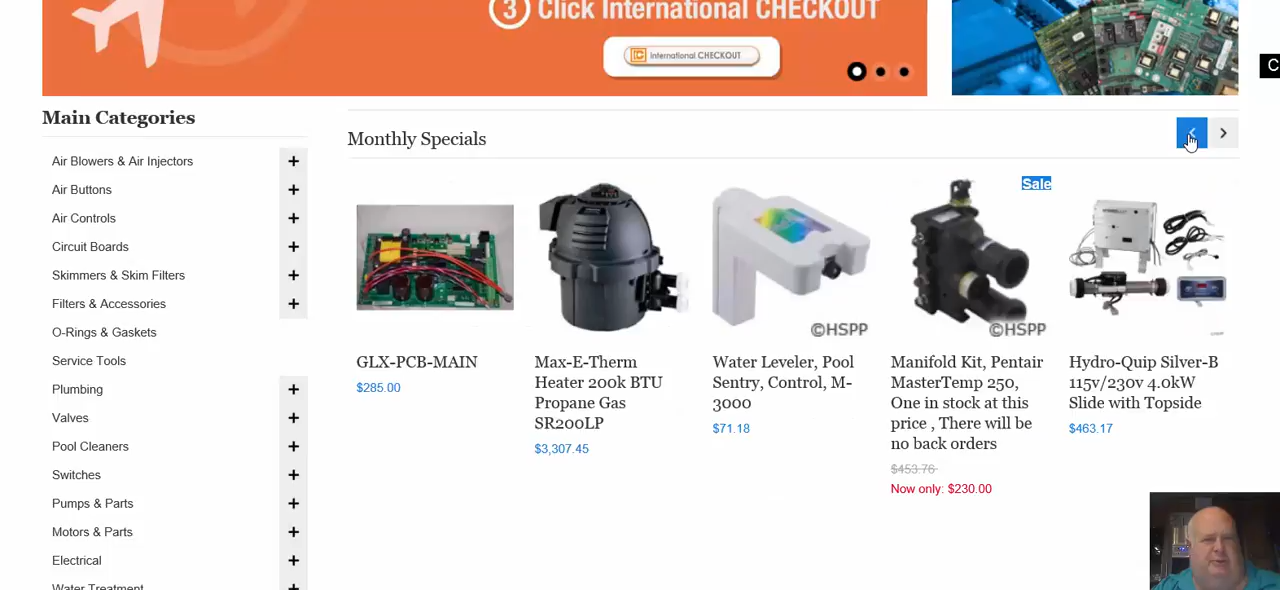 3 Click International CHECKOUT
IC International CHECKOUT
C
Main Categories
Monthly Specials
Air Blowers & Air Injectors
Air Buttons
Air Controls
Circuit Boards
Skimmers & Skim Filters
Filters & Accessories
O-Rings & Gaskets
Service Tools
Plumbing
Valves
Pool Cleaners
Switches
Pumps & Parts
Motors & Parts
Electrical
Water Treatment
GLX-PCB-MAIN
$285.00
Max-E-Therm
Heater 200k BTU
Propane Gas
SR200LP
$3,307.45
©HSPP
Water Leveler, Pool
Sentry, Control, M-
3000
$71.18
Sale
©HSPP
Manifold Kit, Pentair
MasterTemp 250,
One in stock at this
price , There will be
no back orders
$453.76
Now only: $230.00
Hydro-Quip Silver-B
115v/230v 4.0kW
Slide with Topside
$463.17